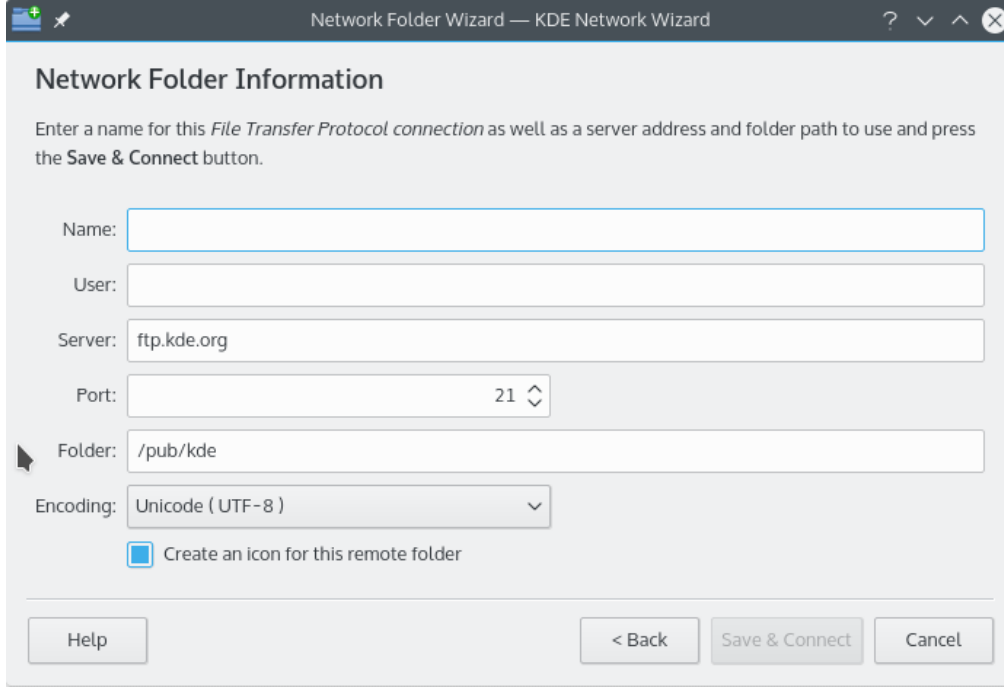 Network Folder Wizard — KDE Network Wizard
Network Folder Information
Enter a name for this File Transfer Protocol connection as well as a server address and folder path to use and press
the Save & Connect button.
Name:
User:
Server: ftp.kde.org
Port: 21
Folder: /pub/kde
Encoding: Unicode ( UTF-8 )
Create an icon for this remote folder
Help < Back Save & Connect Cancel